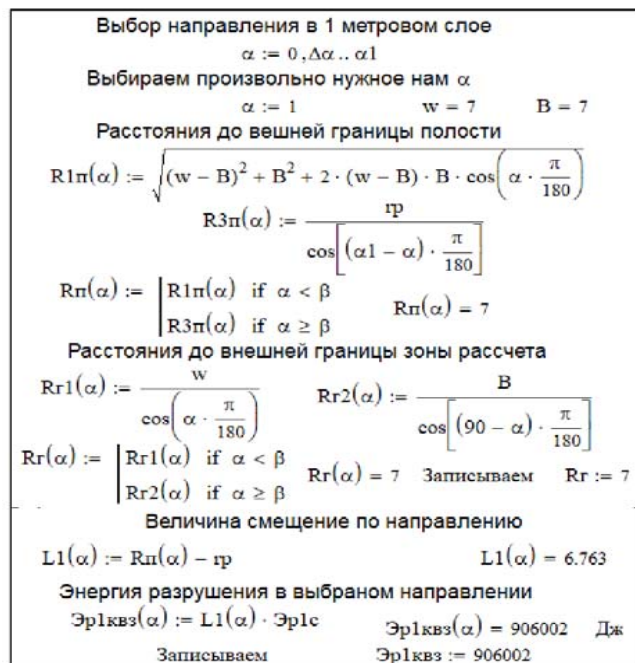 Выбор направления в 1 метровом слое
α := 0 , Δα .. α1
Выбираем произвольно нужное нам α
α := 1 w = 7 B = 7
Расстояния до вешней границы полости
R1п(α) := √((w − B)² + B² + 2 · (w − B) · B · cos(α · π/180))
R3п(α) := rp / cos[(α1 − α) · π/180]
Rп(α) := | R1п(α) if α < β
R3п(α) if α ≥ β Rп(α) = 7
Расстояния до внешней границы зоны рассчета
Rr1(α) := w / cos(α · π/180) Rr2(α) := B / cos[(90 − α) · π/180]
Rr(α) := | Rr1(α) if α < β
Rr2(α) if α ≥ β Rr(α) = 7 Записываем Rr := 7
Величина смещение по направлению
L1(α) := Rп(α) − rp L1(α) = 6.763
Энергия разрушения в выбраном направлении
Эр1квз(α) := L1(α) · Эр1с Эр1квз(α) = 906002 Дж
Записываем Эр1квз := 906002